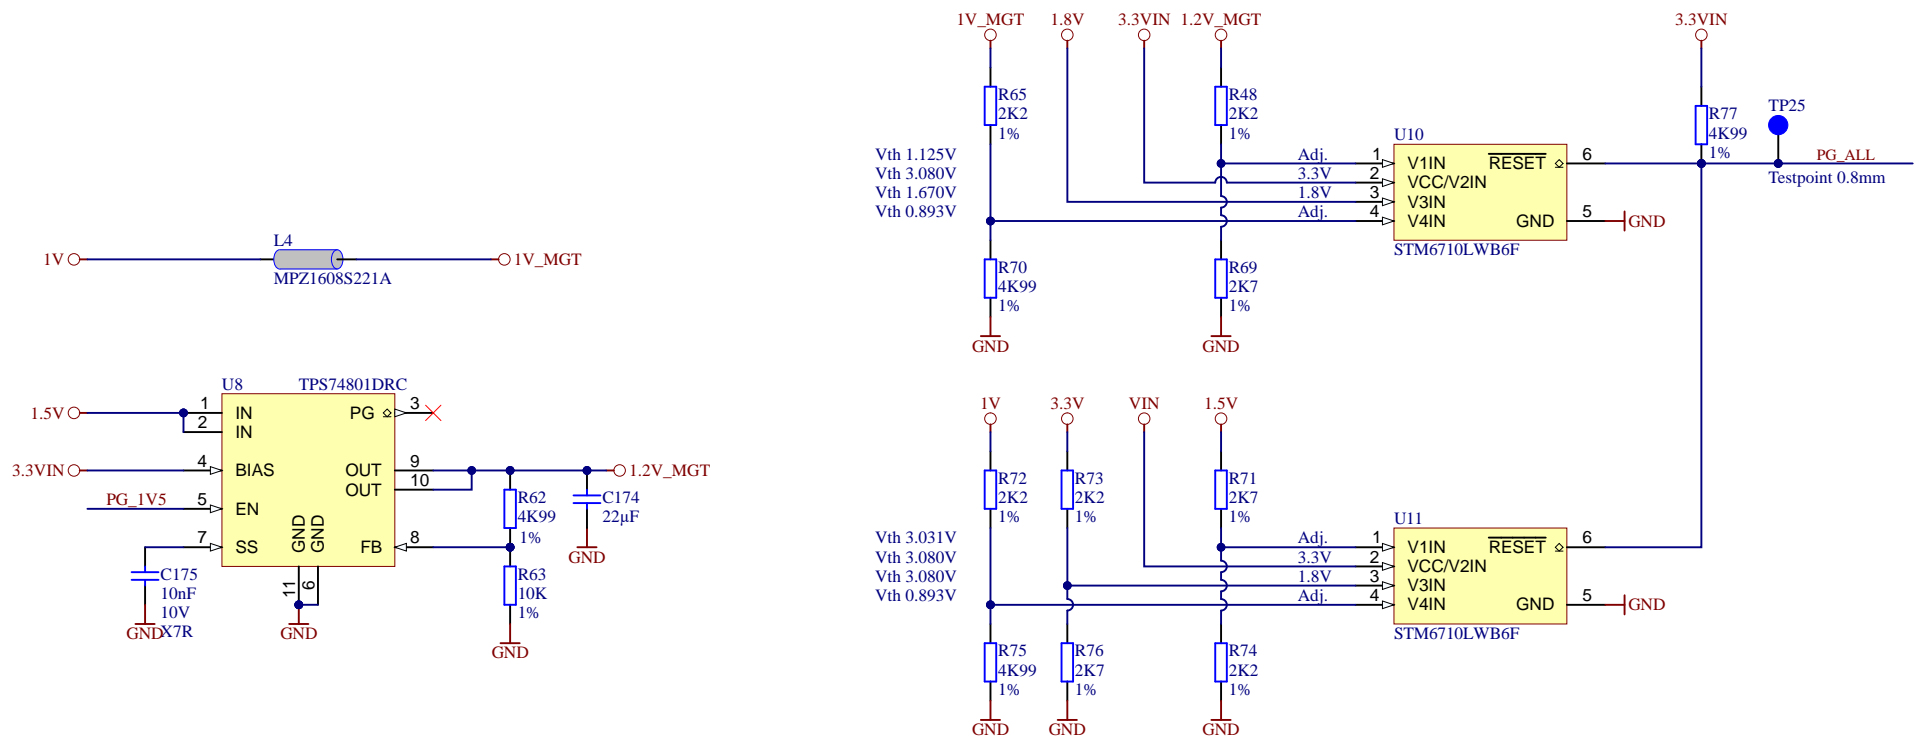 1V_MGT
1.8V
3.3VIN
1.2V_MGT
3.3VIN
R65
2K2
1%
R48
2K2
1%
R77
4K99
1%
TP25
Testpoint 0.8mm
PG_ALL
Vth 1.125V
Vth 3.080V
Vth 1.670V
Vth 0.893V
Adj.
3.3V
1.8V
Adj.
U10
1
2
3
4
V1IN
VCC/V2IN
V3IN
V4IN
RESET
GND
6
5
GND
STM6710LWB6F
R70
4K99
1%
GND
R69
2K7
1%
GND
1V
L4
MPZ1608S221A
1V_MGT
U8
TPS74801DRC
1.5V
3.3VIN
PG_1V5
1
2
4
5
7
IN
IN
BIAS
EN
SS
GND
GND
11
6
GND
PG
OUT
OUT
FB
3
9
10
8
C175
10nF
10V
X7R
GND
R62
4K99
1%
R63
10K
1%
GND
C174
22µF
GND
1.2V_MGT
1V
3.3V
VIN
1.5V
R72
2K2
1%
R73
2K2
1%
R71
2K7
1%
Vth 3.031V
Vth 3.080V
Vth 3.080V
Vth 0.893V
Adj.
3.3V
1.8V
Adj.
U11
1
2
3
4
V1IN
VCC/V2IN
V3IN
V4IN
RESET
GND
6
5
GND
STM6710LWB6F
R75
4K99
1%
GND
R76
2K7
1%
GND
R74
2K2
1%
GND